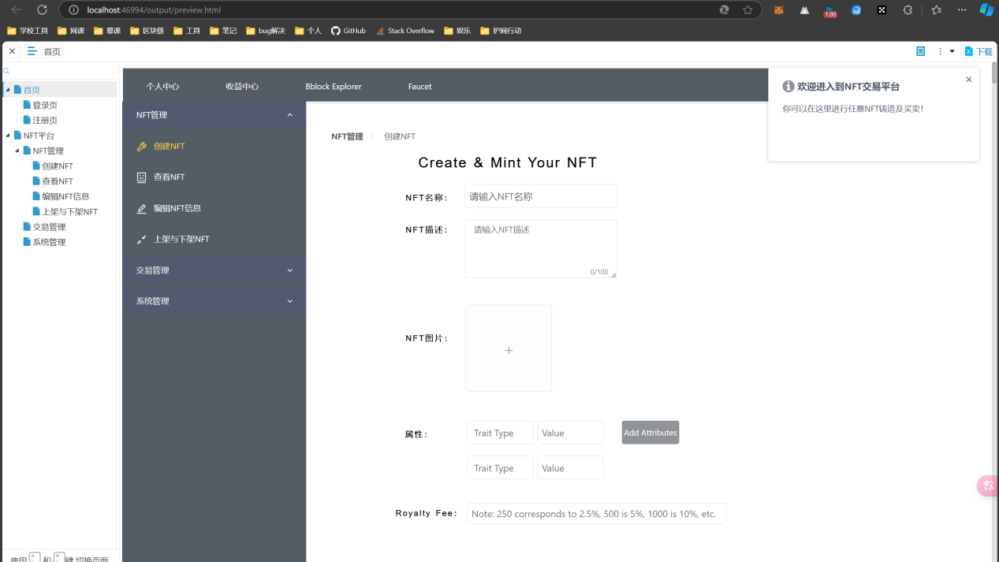 localhost:46994/output/preview.html
1.00
学校工具 网课 慕课 区块链 工具 笔记 bug解决 个人 GitHub Stack Overflow 娱乐 护网行动
首页
下载
首页
登录页
注册页
NFT平台
NFT管理
创建NFT
查看NFT
编辑NFT信息
上架与下架NFT
交易管理
系统管理
使用 < 和 > 键 切换页面
个人中心 收益中心 Bblock Explorer Faucet
NFT管理
创建NFT
查看NFT
编辑NFT信息
上架与下架NFT
交易管理
系统管理
欢迎进入到NFT交易平台
你可以在这里进行任意NFT铸造及买卖!
NFT管理 > 创建NFT
Create & Mint Your NFT
NFT名称: 请输入NFT名称
NFT描述: 请输入NFT描述
0/100
NFT图片: +
属性: Trait Type Value Add Attributes
Trait Type Value
Royalty Fee: Note: 250 corresponds to 2.5%, 500 is 5%, 1000 is 10%, etc.